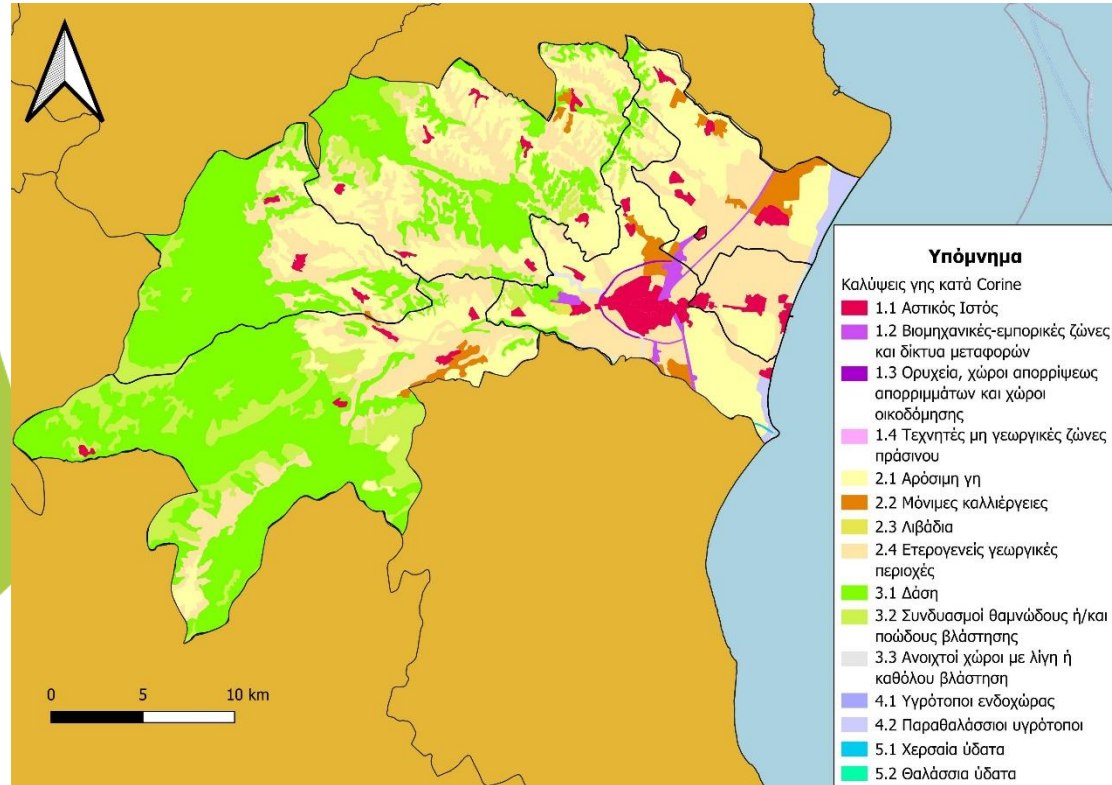 Υπόμνημα
Καλύψεις γης κατά Corine
1.1 Αστικός Ιστός
1.2 Βιομηχανικές-εμπορικές ζώνες
και δίκτυα μεταφορών
1.3 Ορυχεία, χώροι απορρίψεως
απορριμμάτων και χώροι
οικοδόμησης
1.4 Τεχνητές μη γεωργικές ζώνες
πράσινου
2.1 Αρόσιμη γη
2.2 Μόνιμες καλλιέργειες
2.3 Λιβάδια
2.4 Ετερογενείς γεωργικές
περιοχές
3.1 Δάση
3.2 Συνδυασμοί θαμνώδους ή/και
ποώδους βλάστησης
3.3 Ανοιχτοί χώροι με λίγη ή
καθόλου βλάστηση
4.1 Υγρότοποι ενδοχώρας
4.2 Παραθαλάσσιοι υγρότοποι
5.1 Χερσαία ύδατα
5.2 Θαλάσσια ύδατα
0 5 10 km